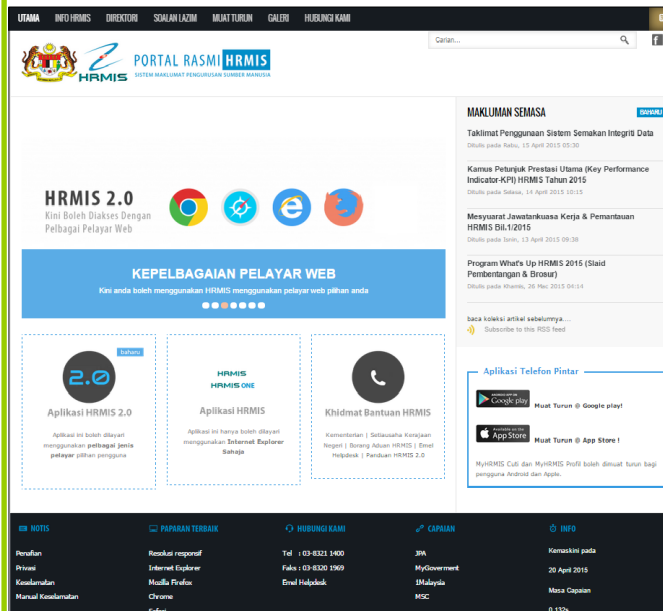 UTAMA INFO HRMIS DIREKTORI SOALAN LAZIM MUAT TURUN GALERI HUBUNGI KAMI
Carian...
HRMIS
PORTAL RASMI HRMIS
SISTEM MAKLUMAT PENGURUSAN SUMBER MANUSIA
HRMIS 2.0
Kini Boleh Diakses Dengan
Pelbagai Pelayar Web
KEPELBAGAIAN PELAYAR WEB
Kini anda boleh menggunakan HRMIS menggunakan pelayar web pilihan anda
baharu
2.0
Aplikasi HRMIS 2.0
Aplikasi ini boleh dilayari
menggunakan pelbagai jenis
pelayar pilihan pengguna
HRMIS
HRMIS ONE
Aplikasi HRMIS
Aplikasi ini hanya boleh dilayari
menggunakan Internet Explorer
Sahaja
Khidmat Bantuan HRMIS
Kementerian | Setiausaha Kerajaan
Negeri | Borang Aduan HRMIS | Emel
Helpdesk | Panduan HRMIS 2.0
MAKLUMAN SEMASA
BAHARU
Taklimat Penggunaan Sistem Semakan Integriti Data
Ditulis pada Rabu, 15 April 2015 05:30
Kamus Petunjuk Prestasi Utama (Key Performance
Indicator-KPI) HRMIS Tahun 2015
Ditulis pada Selasa, 14 April 2015 10:15
Mesyuarat Jawatankuasa Kerja & Pemantauan
HRMIS Bil.1/2015
Ditulis pada Isnin, 13 April 2015 09:38
Program What's Up HRMIS 2015 (Slaid
Pembentangan & Brosur)
Ditulis pada Khamis, 26 Mac 2015 04:14
baca koleksi artikel sebelumnya....
Subscribe to this RSS feed
Aplikasi Telefon Pintar
Google play
Muat Turun @ Google play!
Available on the
App Store
Muat Turun @ App Store !
MyHRMIS Cuti dan MyHRMIS Profil boleh dimuat turun bagi
pengguna Android dan Apple.
NOTIS
Penafian
Privasi
Keselamatan
Manual Keselamatan
PAPARAN TERBAIK
Resolusi responsif
Internet Explorer
Mozilla Firefox
Chrome
Safari
HUBUNGI KAMI
Tel : 03-8321 1400
Faks : 03-8320 1969
Emel Helpdesk
CAPAIAN
JPA
MyGoverment
1Malaysia
MSC
INFO
Kemaskini pada
20 April 2015
Masa Capaian
0.132s